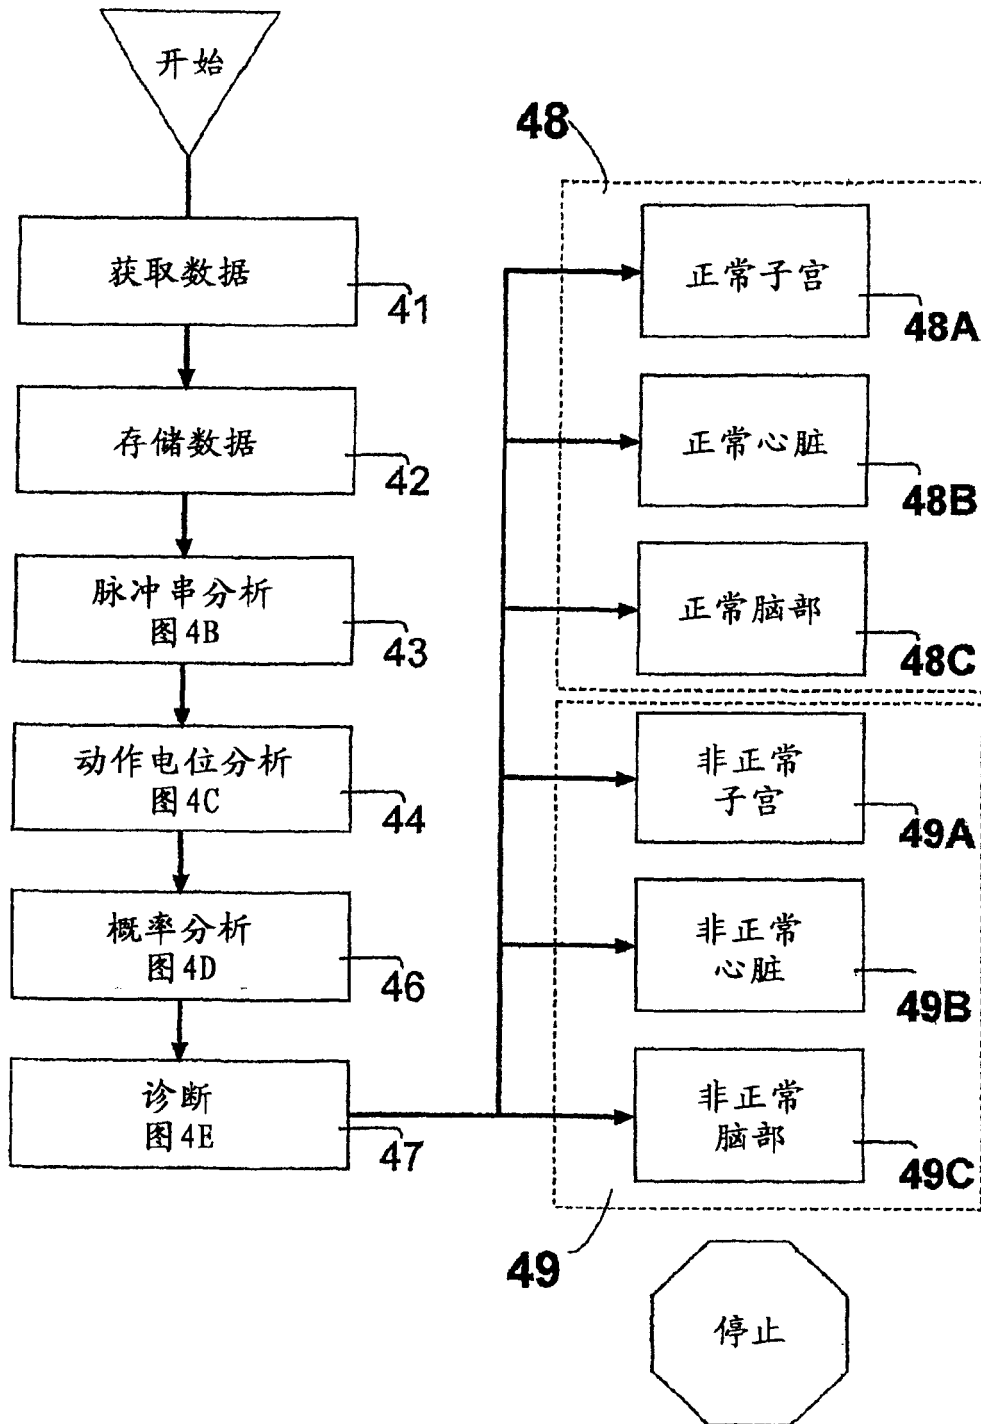 开始
获取数据
41
存储数据
42
脉冲串分析
图4B
43
动作电位分析
图4C
44
概率分析
图4D
46
诊断
图4E
47
48
正常子宫
48A
正常心脏
48B
正常脑部
48C
非正常
子宫
49A
非正常
心脏
49B
非正常
脑部
49C
49
停止